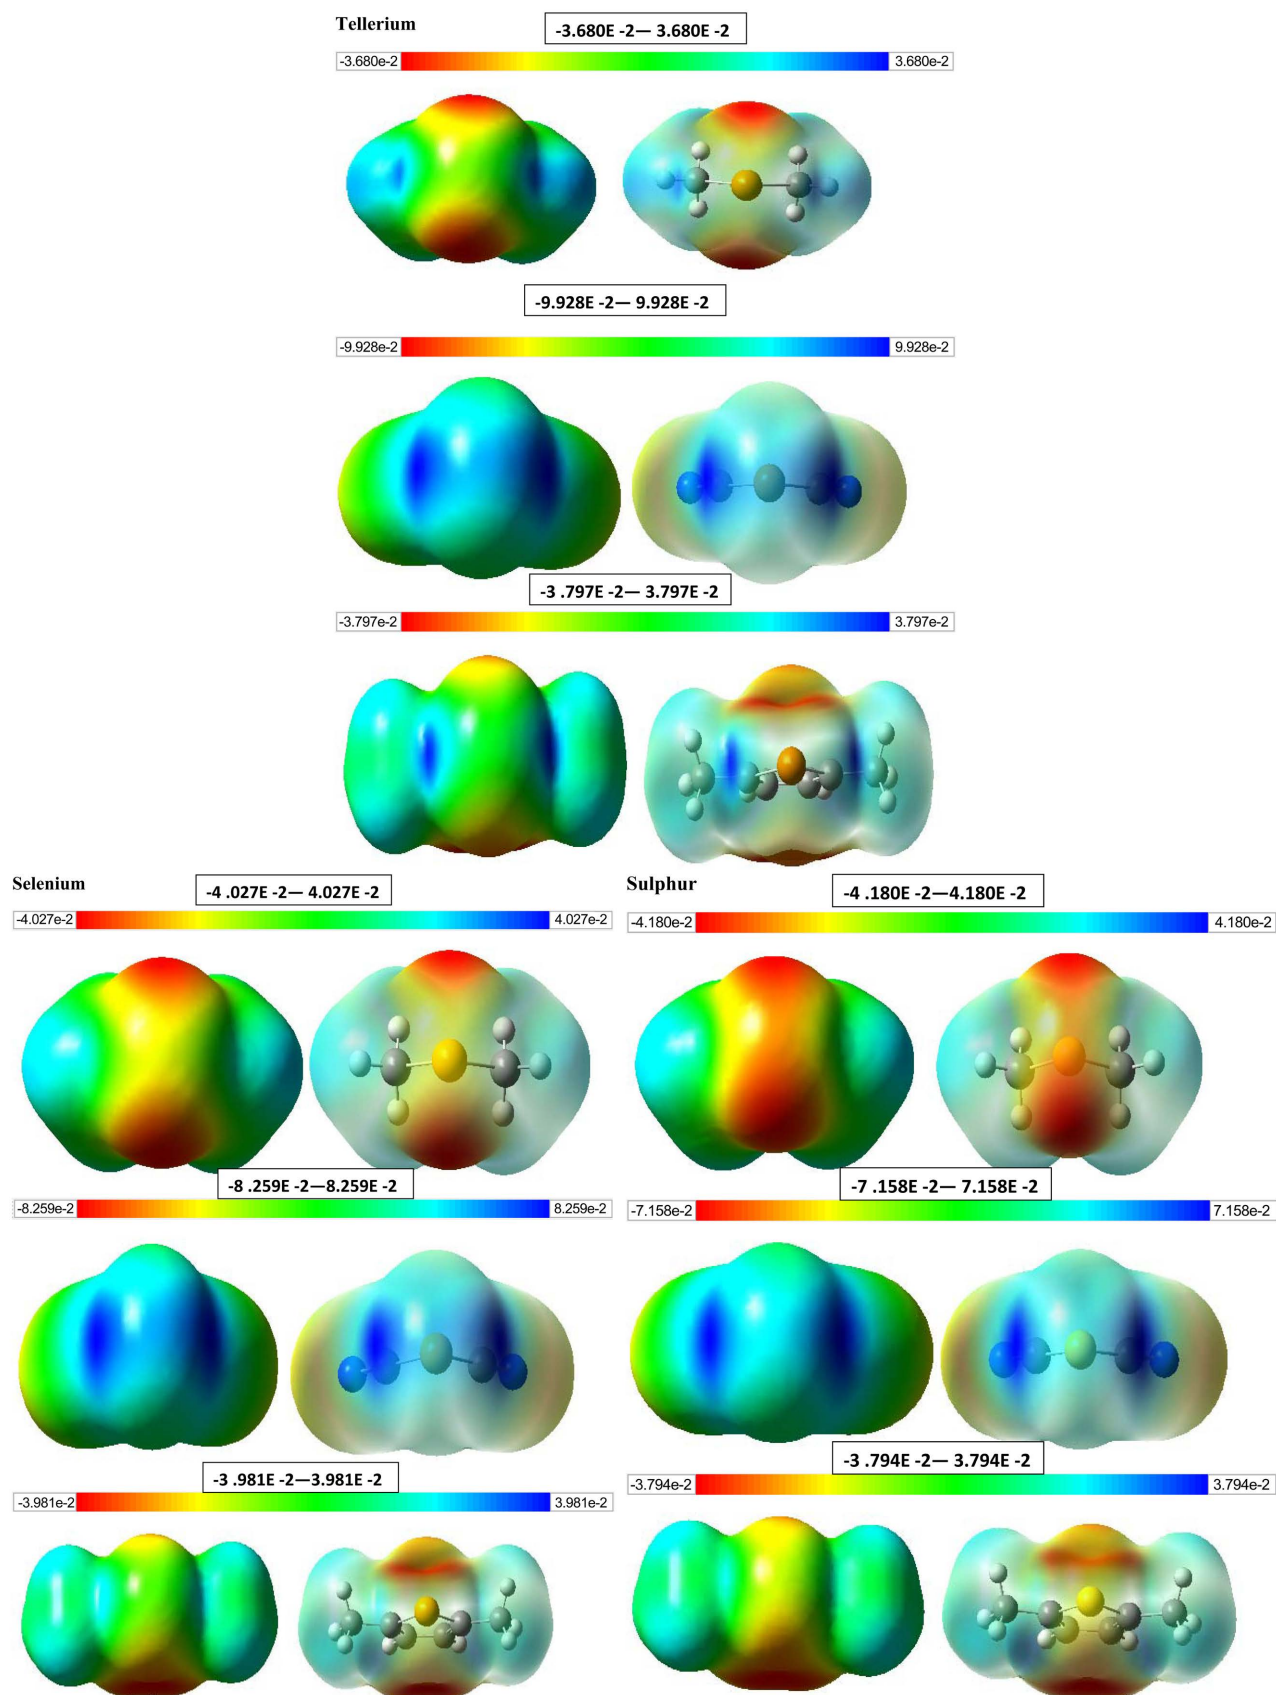 Tellerium
-3.680E -2— 3.680E -2
-3.680e-2 3.680e-2
-9.928E -2— 9.928E -2
-9.928e-2 9.928e-2
-3 .797E -2— 3.797E -2
-3.797e-2 3.797e-2
Selenium
-4 .027E -2— 4.027E -2
-4.027e-2 4.027e-2
-8 .259E -2—8.259E -2
-8.259e-2 8.259e-2
-3 .981E -2—3.981E -2
-3.981e-2 3.981e-2
Sulphur
-4 .180E -2—4.180E -2
-4.180e-2 4.180e-2
-7 .158E -2— 7.158E -2
-7.158e-2 7.158e-2
-3 .794E -2— 3.794E -2
-3.794e-2 3.794e-2